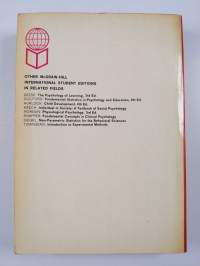 OTHER McGRAW-HILL
INTERNATIONAL STUDENT EDITIONS
IN RELATED FIELDS
DEESE: The Psychology of Learning, 3rd Ed.
GUILFORD: Fundamental Statistics in Psychology and Education, 4th Ed.
HURLOCK: Child Development 4th Ed.
KRECH: Individual in Society: A Textbook of Social Psychology
MORGAN: Physiological Psychology, 3rd Ed.
SHAFFER: Fundamental Concepts in Clinical Psychology
SIEGEL: Non-Parametric Statistics for the Behavioral Sciences
TOWNSEND: Introduction to Experimental Methods